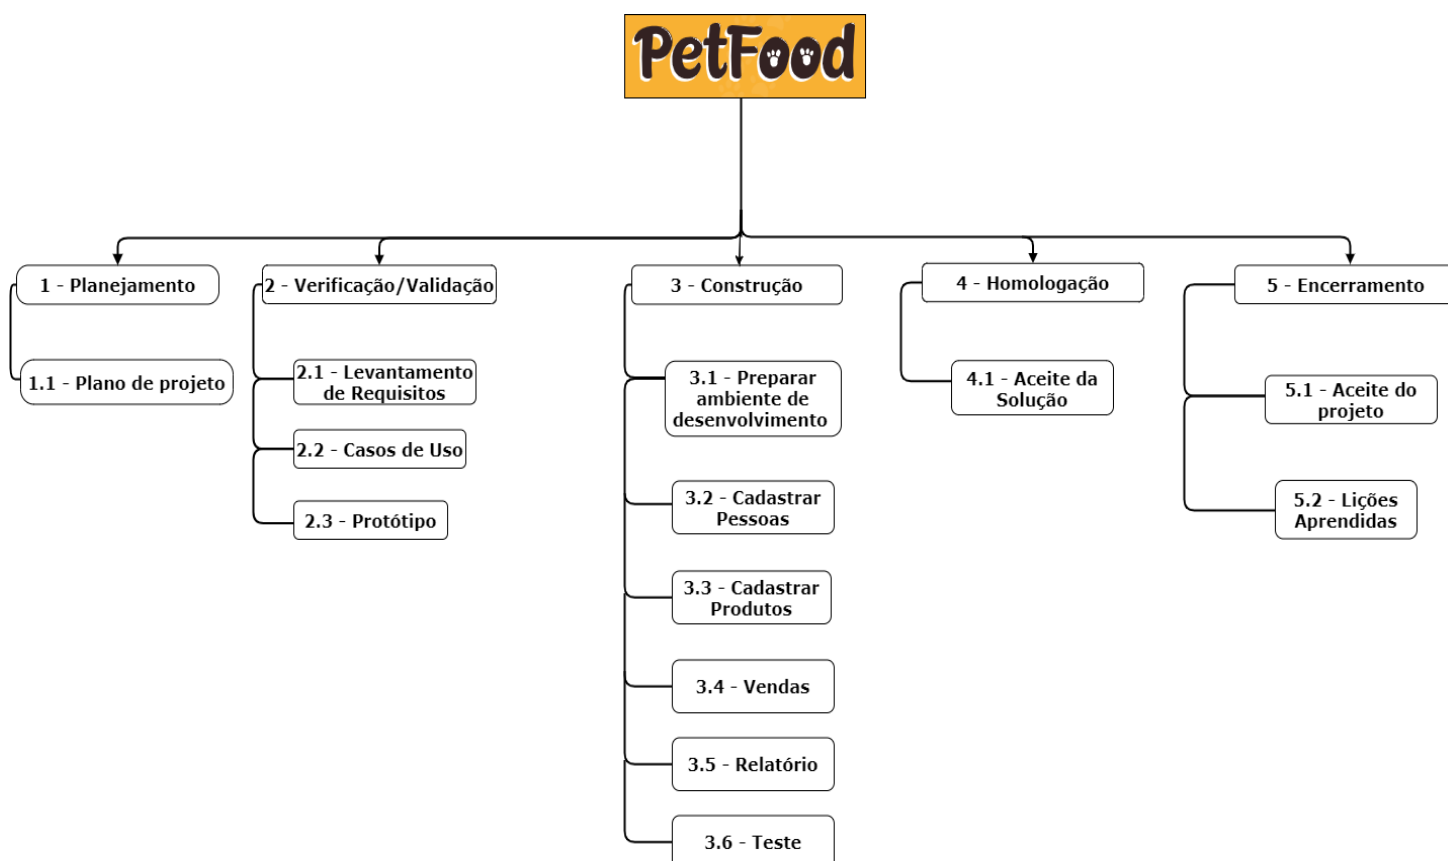 PetFood
1 - Planejamento
2 - Verificação/Validação
3 - Construção
4 - Homologação
5 - Encerramento
1.1 - Plano de projeto
2.1 - Levantamento
de Requisitos
2.2 - Casos de Uso
2.3 - Protótipo
3.1 - Preparar
ambiente de
desenvolvimento
3.2 - Cadastrar
Pessoas
3.3 - Cadastrar
Produtos
3.4 - Vendas
3.5 - Relatório
3.6 - Teste
4.1 - Aceite da
Solução
5.1 - Aceite do
projeto
5.2 - Lições
Aprendidas